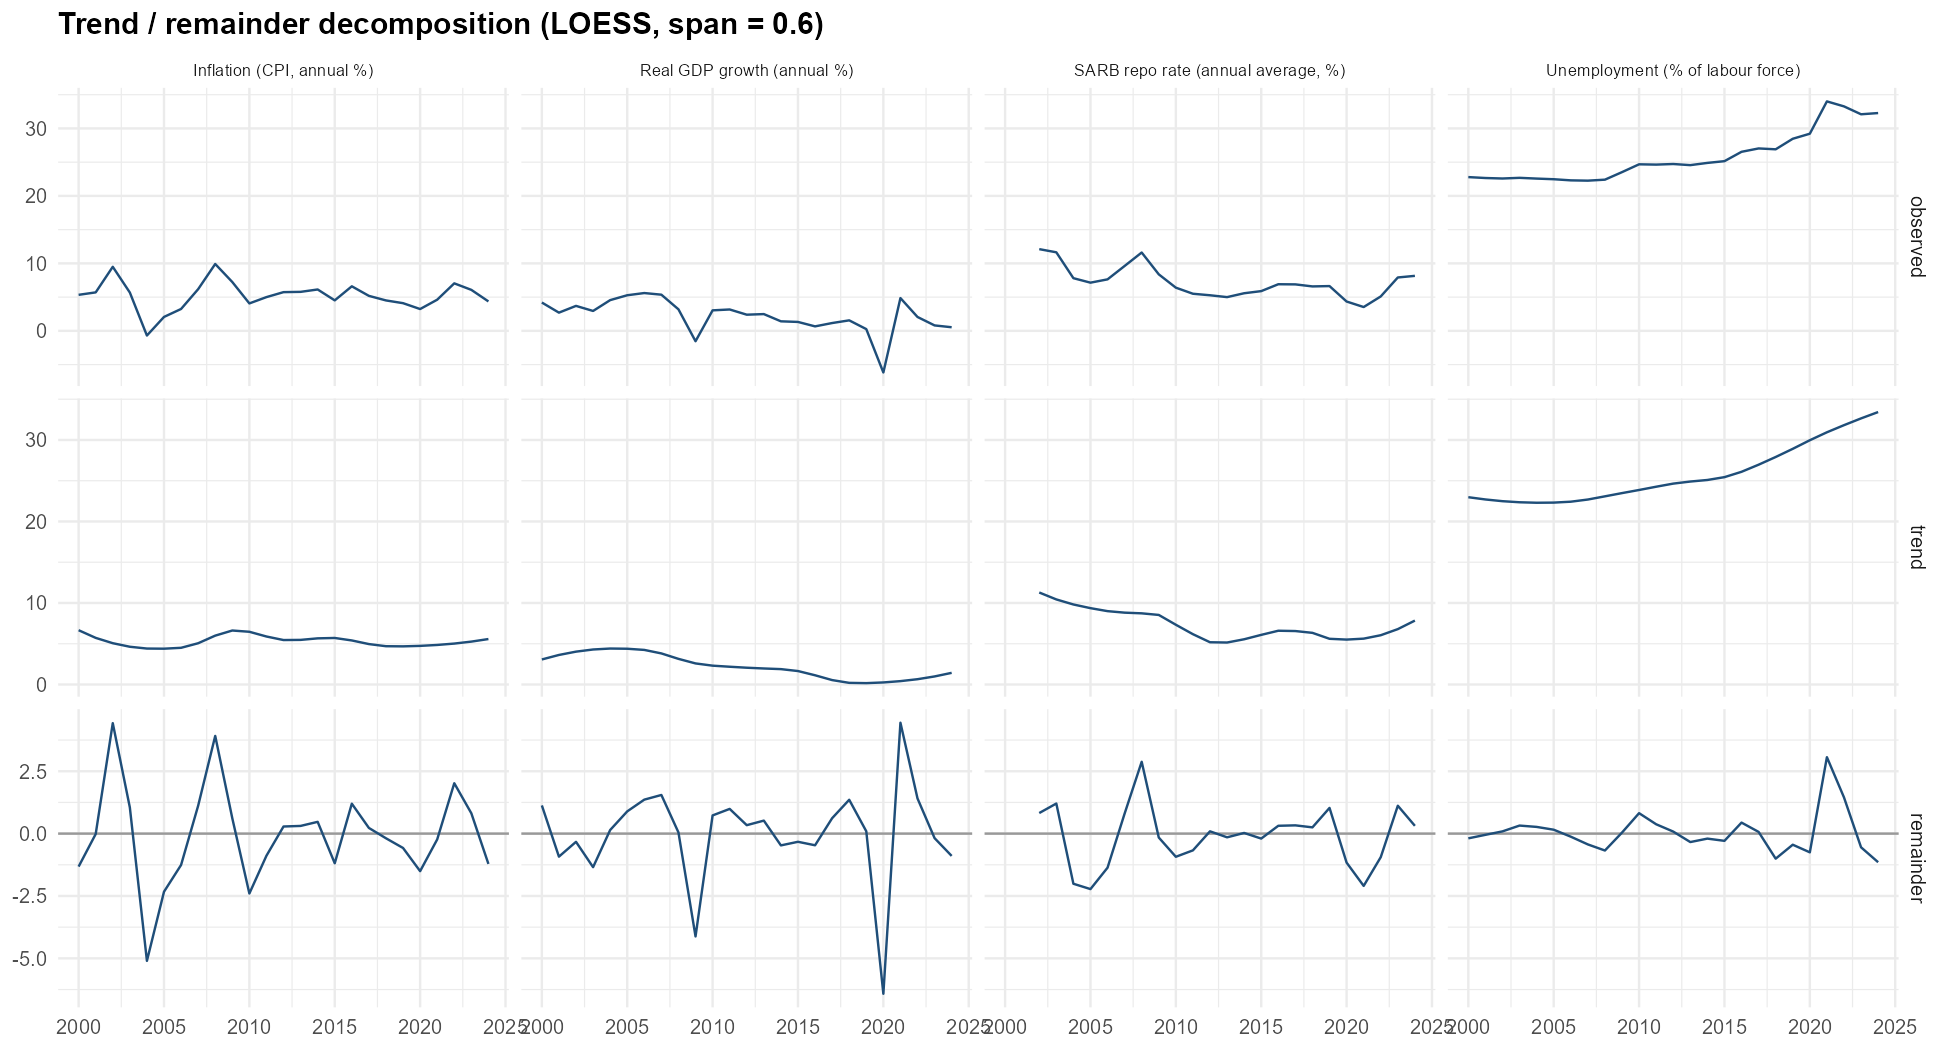 Trend / remainder decomposition (LOESS, span = 0.6)
Inflation (CPI, annual %) Real GDP growth (annual %) SARB repo rate (annual average, %) Unemployment (% of labour force)
30
20
10
0
observed
30
20
10
0
trend
2.5
0.0
-2.5
-5.0
remainder
2000 2005 2010 2015 2020 2025 2000 2005 2010 2015 2020 2025 2000 2005 2010 2015 2020 2025 2000 2005 2010 2015 2020 2025